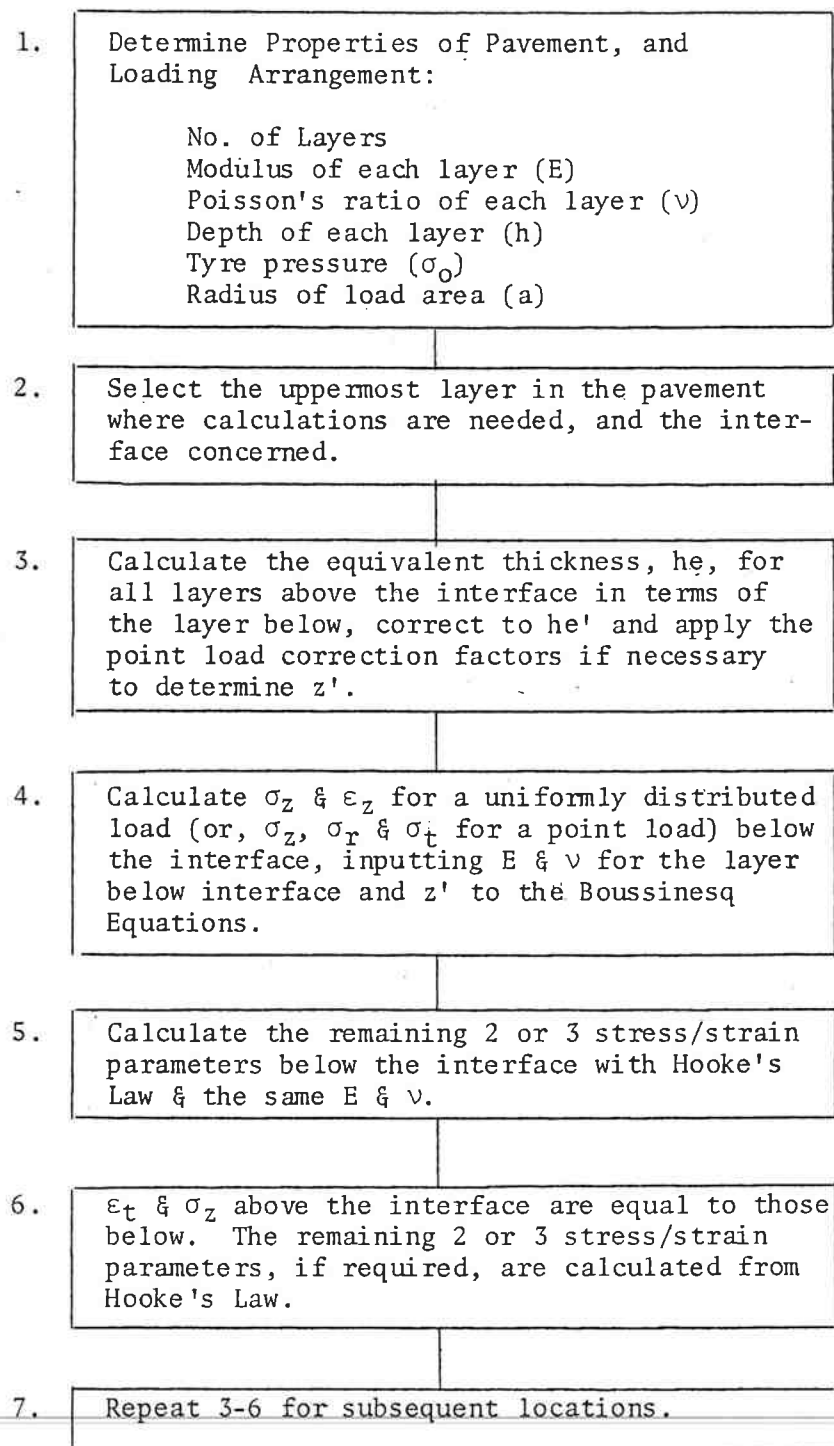 1. Determine Properties of Pavement, and
Loading Arrangement:
No. of Layers
Modulus of each layer (E)
Poisson's ratio of each layer (ν)
Depth of each layer (h)
Tyre pressure (σo)
Radius of load area (a)
2. Select the uppermost layer in the pavement
where calculations are needed, and the inter-
face concerned.
3. Calculate the equivalent thickness, he, for
all layers above the interface in terms of
the layer below, correct to he' and apply the
point load correction factors if necessary
to determine z'.
4. Calculate σz & εz for a uniformly distributed
load (or, σz, σr & σt for a point load) below
the interface, inputting E & ν for the layer
below interface and z' to the Boussinesq
Equations.
5. Calculate the remaining 2 or 3 stress/strain
parameters below the interface with Hooke's
Law & the same E & ν.
6. εt & σz above the interface are equal to those
below. The remaining 2 or 3 stress/strain
parameters, if required, are calculated from
Hooke's Law.
7. Repeat 3-6 for subsequent locations.